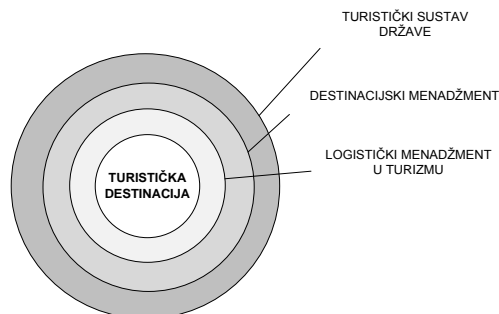 TURISTIČKI SUSTAV
DRŽAVE
DESTINACIJSKI MENADŽMENT
LOGISTIČKI MENADŽMENT
U TURIZMU
TURISTIČKA
DESTINACIJA